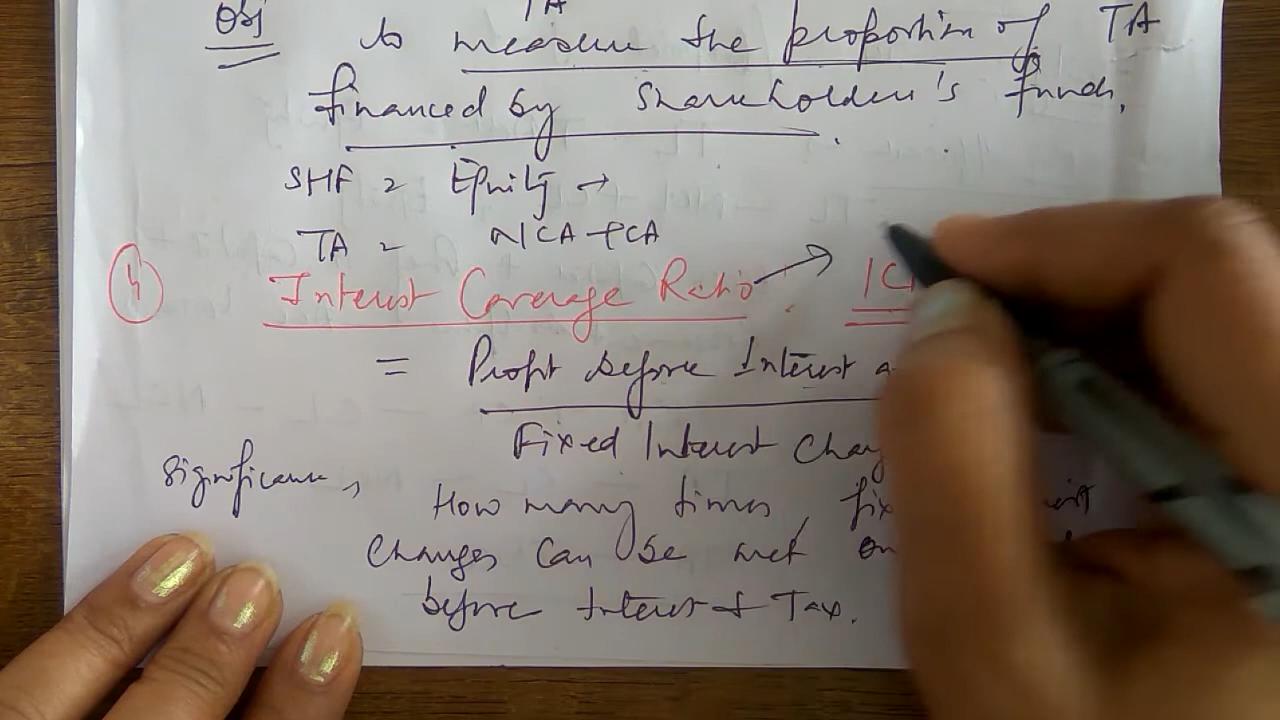 Obj TA
to measure the proportion of TA
financed by Shareholder's funds.
SHF = Equity →
TA = NCA + CA
4 Interest Coverage Ratio → IC
= Profit before Interest
Fixed Interest
Significance, How many times,
Charges can be met
before Interest & Tax.